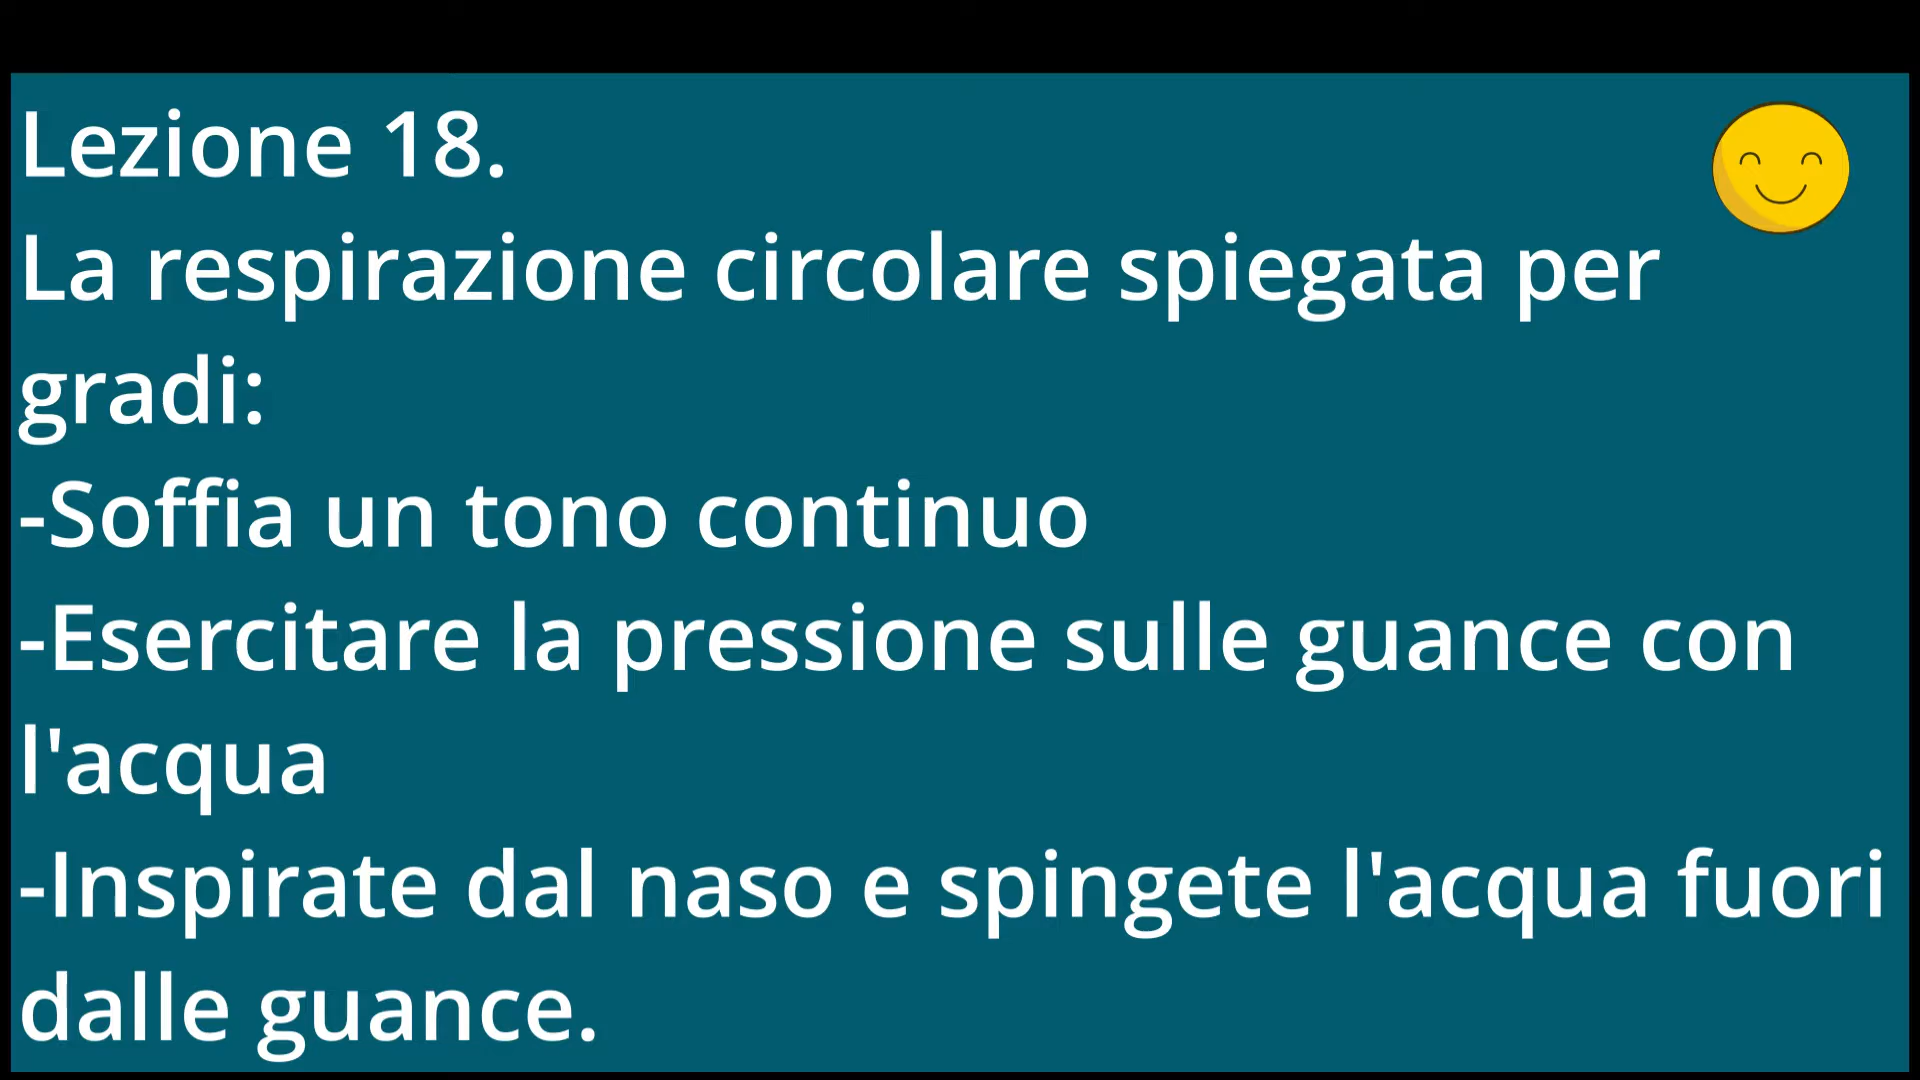 Lezione 18.
La respirazione circolare spiegata per
gradi:
-Soffia un tono continuo
-Esercitare la pressione sulle guance con
l'acqua
-Inspirate dal naso e spingete l'acqua fuori
dalle guance.